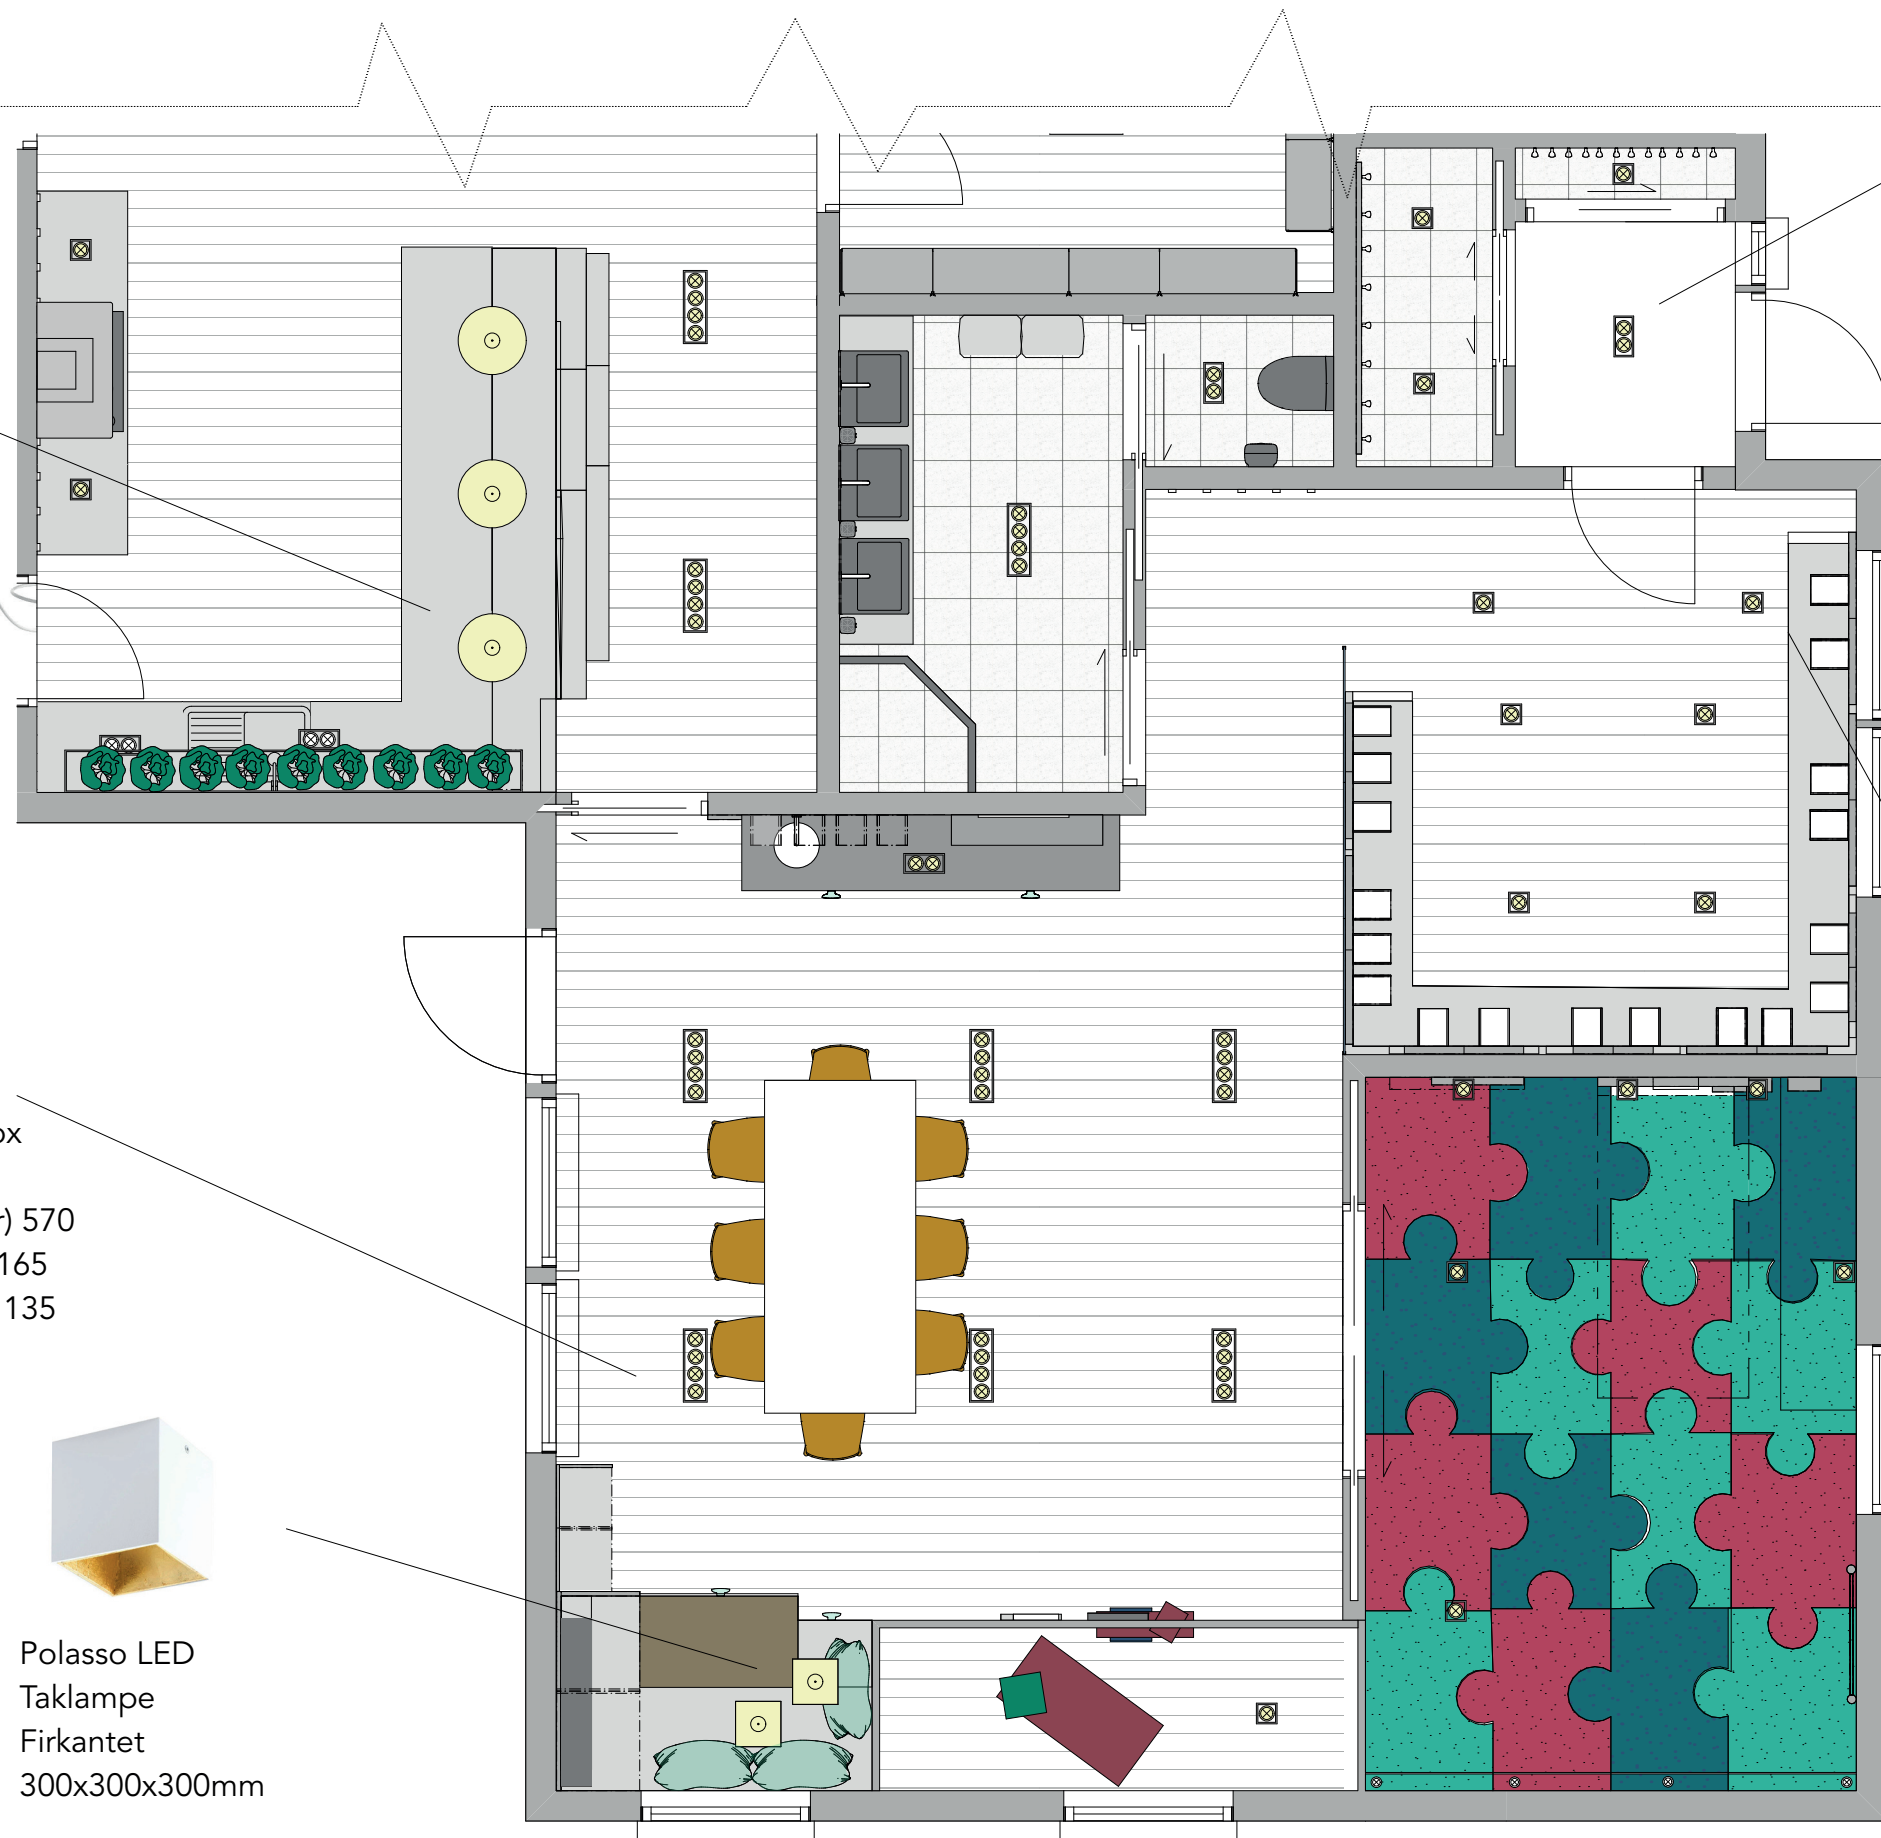 ox
r) 570
165
135
Polasso LED
Taklampe
Firkantet
300x300x300mm